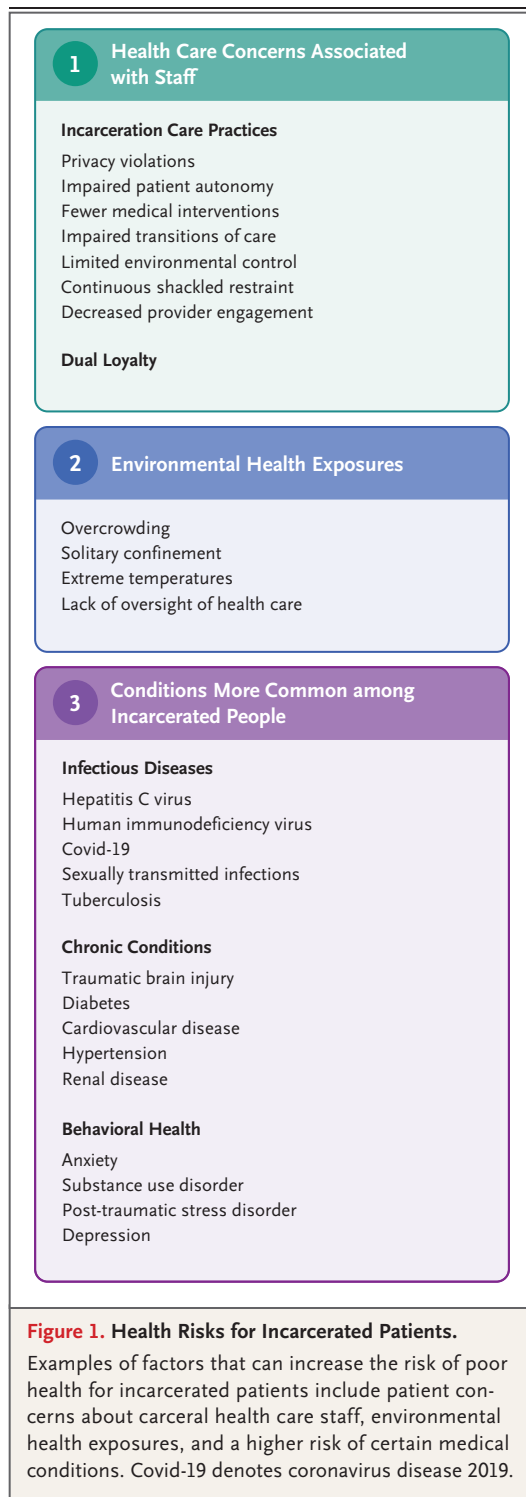 1
Health Care Concerns Associated
with Staff
Incarceration Care Practices
Privacy violations
Impaired patient autonomy
Fewer medical interventions
Impaired transitions of care
Limited environmental control
Continuous shackled restraint
Decreased provider engagement
Dual Loyalty
2
Environmental Health Exposures
Overcrowding
Solitary confinement
Extreme temperatures
Lack of oversight of health care
3
Conditions More Common among
Incarcerated People
Infectious Diseases
Hepatitis C virus
Human immunodeficiency virus
Covid-19
Sexually transmitted infections
Tuberculosis
Chronic Conditions
Traumatic brain injury
Diabetes
Cardiovascular disease
Hypertension
Renal disease
Behavioral Health
Anxiety
Substance use disorder
Post-traumatic stress disorder
Depression
Figure 1. Health Risks for Incarcerated Patients.
Examples of factors that can increase the risk of poor
health for incarcerated patients include patient con-
cerns about carceral health care staff, environmental
health exposures, and a higher risk of certain medical
conditions. Covid-19 denotes coronavirus disease 2019.